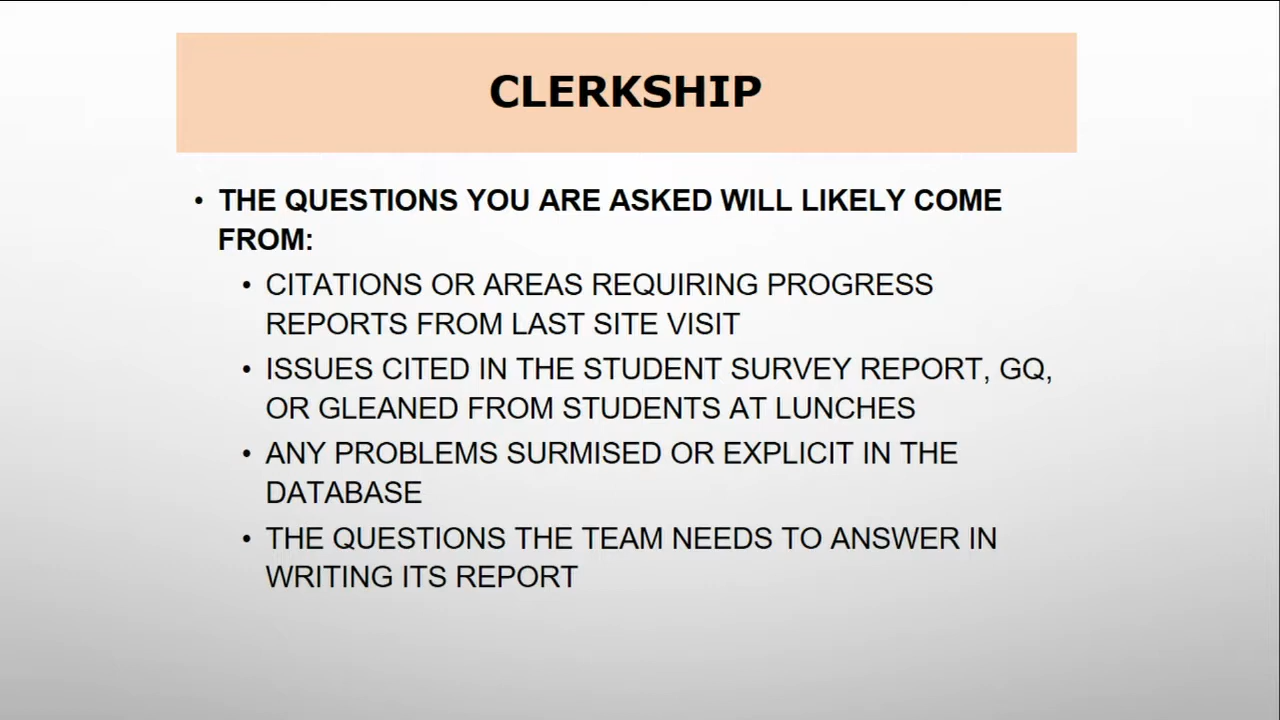 CLERKSHIP
• THE QUESTIONS YOU ARE ASKED WILL LIKELY COME
FROM:
• CITATIONS OR AREAS REQUIRING PROGRESS
REPORTS FROM LAST SITE VISIT
• ISSUES CITED IN THE STUDENT SURVEY REPORT, GQ,
OR GLEANED FROM STUDENTS AT LUNCHES
• ANY PROBLEMS SURMISED OR EXPLICIT IN THE
DATABASE
• THE QUESTIONS THE TEAM NEEDS TO ANSWER IN
WRITING ITS REPORT